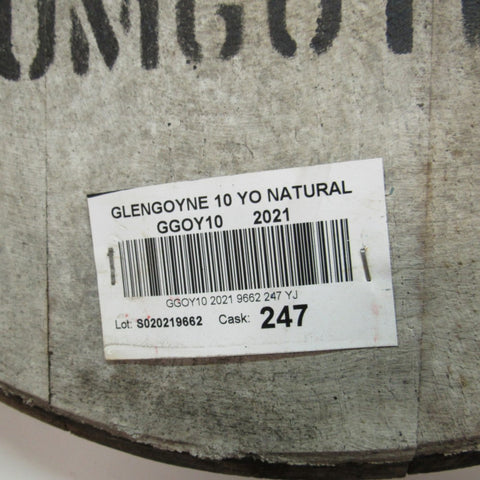 GLENGOYNE 10 YO NATURAL
GGOY10 2021
GGOY10 2021 9662 247 YJ
Lot: S020219662 Cask: 247